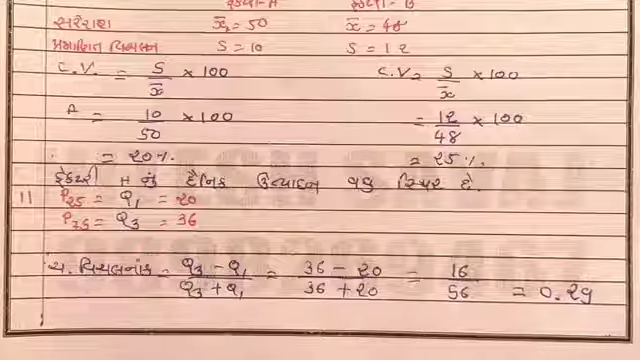 ફેક્ટરી-A ફેક્ટરી-B
સરેરાશ x̄ = 50 x̄ = 48
પ્રમાણિત વિચલન S = 10 S = 12
C.V. = S/x̄ × 100 C.V = S/x̄ × 100
A = 10/50 × 100 = 12/48 × 100
= 20% = 25%
ફેક્ટરી A નું દૈનિક ઉત્પાદન વધુ સ્થિર છે.
11 P25 = Q1 = 20
P75 = Q3 = 36
ચ. વિચલનાંક = Q3 - Q1 / Q3 + Q1 = 36 - 20 / 36 + 20 = 16 / 56 = 0.29